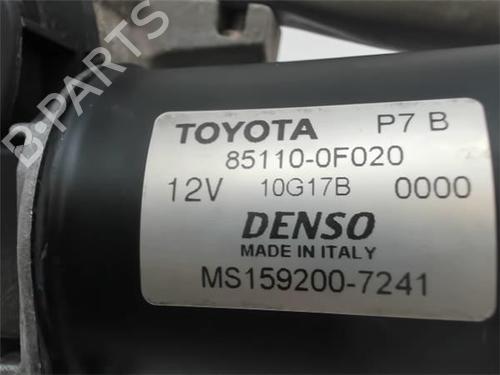 TOYOTA P7 B
85110-0F020
12V 10G17B 0000
DENSO
MADE IN ITALY
MS159200-7241
B-PARTS